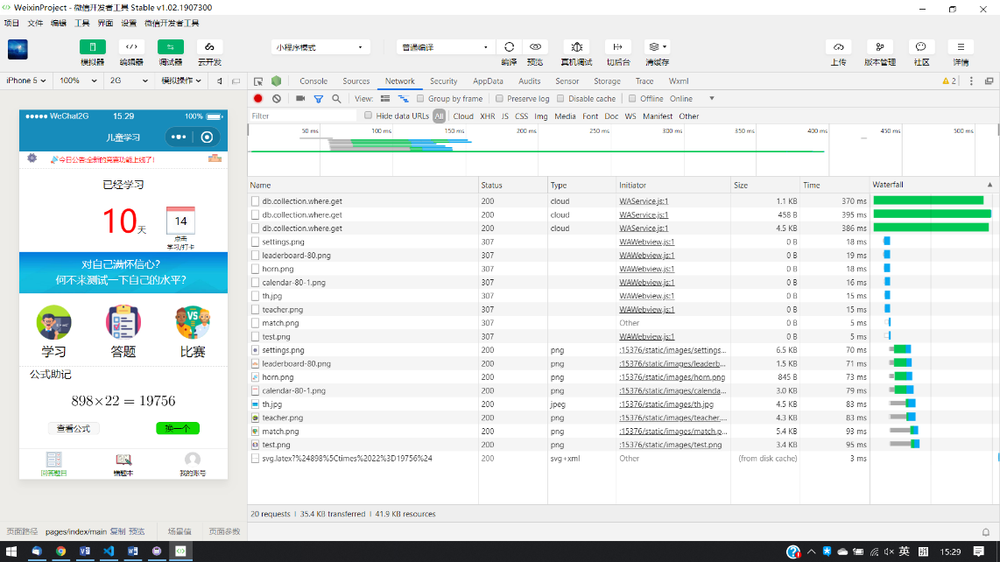 WeixinProject - 微信开发者工具 Stable v1.02.1907300
项目 文件 编辑 工具 界面 设置 微信开发者工具
模拟器 编辑器 调试器 云开发 小程序模式 普通编译 编译 预览 真机调试 切后台 清缓存 上传 版本管理 社区 详情
iPhone 5 100% 2G 模拟操作 Console Sources Network Security AppData Audits Sensor Storage Trace Wxml 2
View: Group by frame Preserve log Disable cache Offline Online
Filter Hide data URLs All Cloud XHR JS CSS Img Media Font Doc WS Manifest Other
50 ms 100 ms 150 ms 200 ms 250 ms 300 ms 350 ms 400 ms 450 ms 500 ms
WeChat2G 15:29 100%
儿童学习
今日公告:全新的竞赛功能上线了!
已经学习
10天
14
点击
学习/打卡
对自己满怀信心?
何不来测试一下自己的水平?
学习 答题 比赛
VS
公式助记
898×22 = 19756
查看公式 换一个
回答题目 错题本 我的账号
Name Status Type Initiator Size Time Waterfall
db.collection.where.get 200 cloud WAService.js:1 1.1 KB 370 ms
db.collection.where.get 200 cloud WAService.js:1 458 B 395 ms
db.collection.where.get 200 cloud WAService.js:1 4.5 KB 386 ms
settings.png 307 WAWebview.js:1 0 B 18 ms
leaderboard-80.png 307 WAWebview.js:1 0 B 19 ms
horn.png 307 WAWebview.js:1 0 B 18 ms
calendar-80-1.png 307 WAWebview.js:1 0 B 16 ms
th.jpg 307 WAWebview.js:1 0 B 15 ms
teacher.png 307 WAWebview.js:1 0 B 15 ms
match.png 307 Other 0 B 5 ms
test.png 307 WAWebview.js:1 0 B 5 ms
settings.png 200 png :15376/static/images/settings... 6.5 KB 70 ms
leaderboard-80.png 200 png :15376/static/images/leaderb... 1.5 KB 71 ms
horn.png 200 png :15376/static/images/horn.png 845 B 73 ms
calendar-80-1.png 200 png :15376/static/images/calenda... 3.0 KB 79 ms
th.jpg 200 jpeg :15376/static/images/th.jpg 4.5 KB 83 ms
teacher.png 200 png :15376/static/images/teacher.... 4.3 KB 83 ms
match.png 200 png :15376/static/images/match.p... 5.4 KB 93 ms
test.png 200 png :15376/static/images/test.png 3.4 KB 95 ms
svg.latex?%24898%5Ctimes%2022%3D19756%24 200 svg+xml Other (from disk cache) 3 ms
20 requests | 35.4 KB transferred | 41.9 KB resources
页面路径 pages/index/main 复制 预览 场景值 页面参数
英 拼 15:29